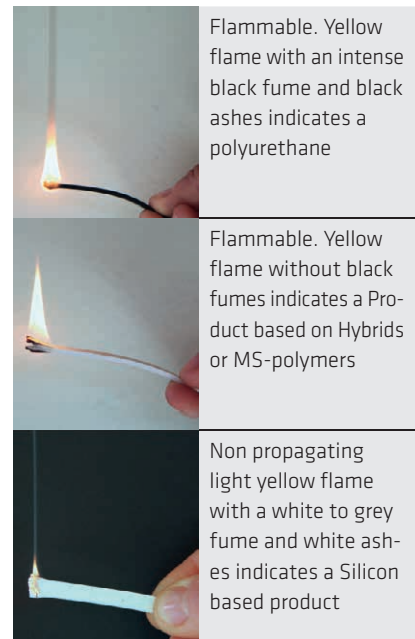 Flammable. Yellow
flame with an intense
black fume and black
ashes indicates a
polyurethane
Flammable. Yellow
flame without black
fumes indicates a Pro-
duct based on Hybrids
or MS-polymers
Non propagating
light yellow flame
with a white to grey
fume and white ash-
es indicates a Silicon
based product